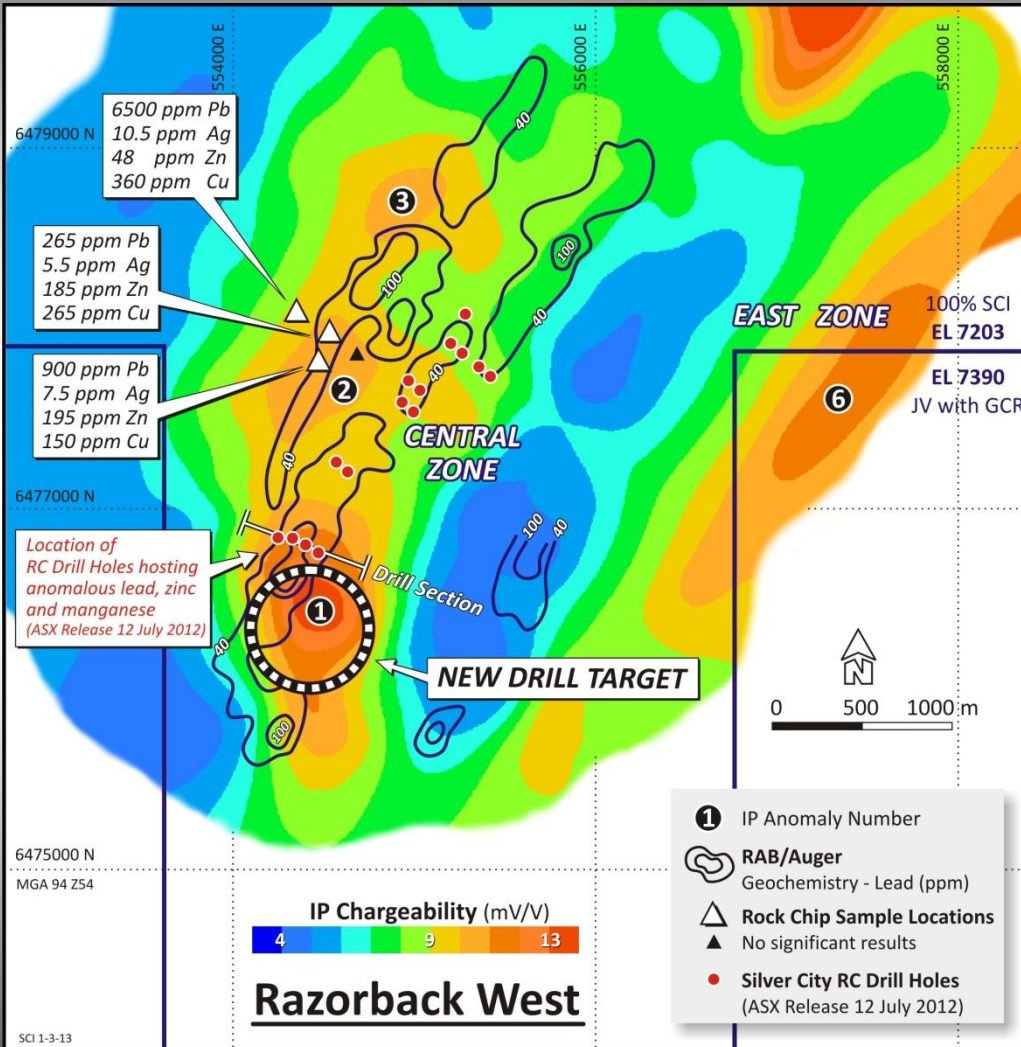 554000 E
556000 E
558000 E
6479000 N
6500 ppm Pb
10.5 ppm Ag
48 ppm Zn
360 ppm Cu
265 ppm Pb
5.5 ppm Ag
185 ppm Zn
265 ppm Cu
900 ppm Pb
7.5 ppm Ag
195 ppm Zn
150 ppm Cu
40
3
100
100
40
40
2
40
40
CENTRAL
ZONE
EAST ZONE
100% SCI
EL 7203
EL 7390
JV with GCR
6
6477000 N
Location of
RC Drill Holes hosting
anomalous lead, zinc
and manganese
(ASX Release 12 July 2012)
Drill Section
100
40
1
40
NEW DRILL TARGET
100
N
0 500 1000 m
6475000 N
MGA 94 Z54
IP Chargeability (mV/V)
4 9 13
Razorback West
SCI 1-3-13
1 IP Anomaly Number
RAB/Auger
Geochemistry - Lead (ppm)
Rock Chip Sample Locations
No significant results
Silver City RC Drill Holes
(ASX Release 12 July 2012)